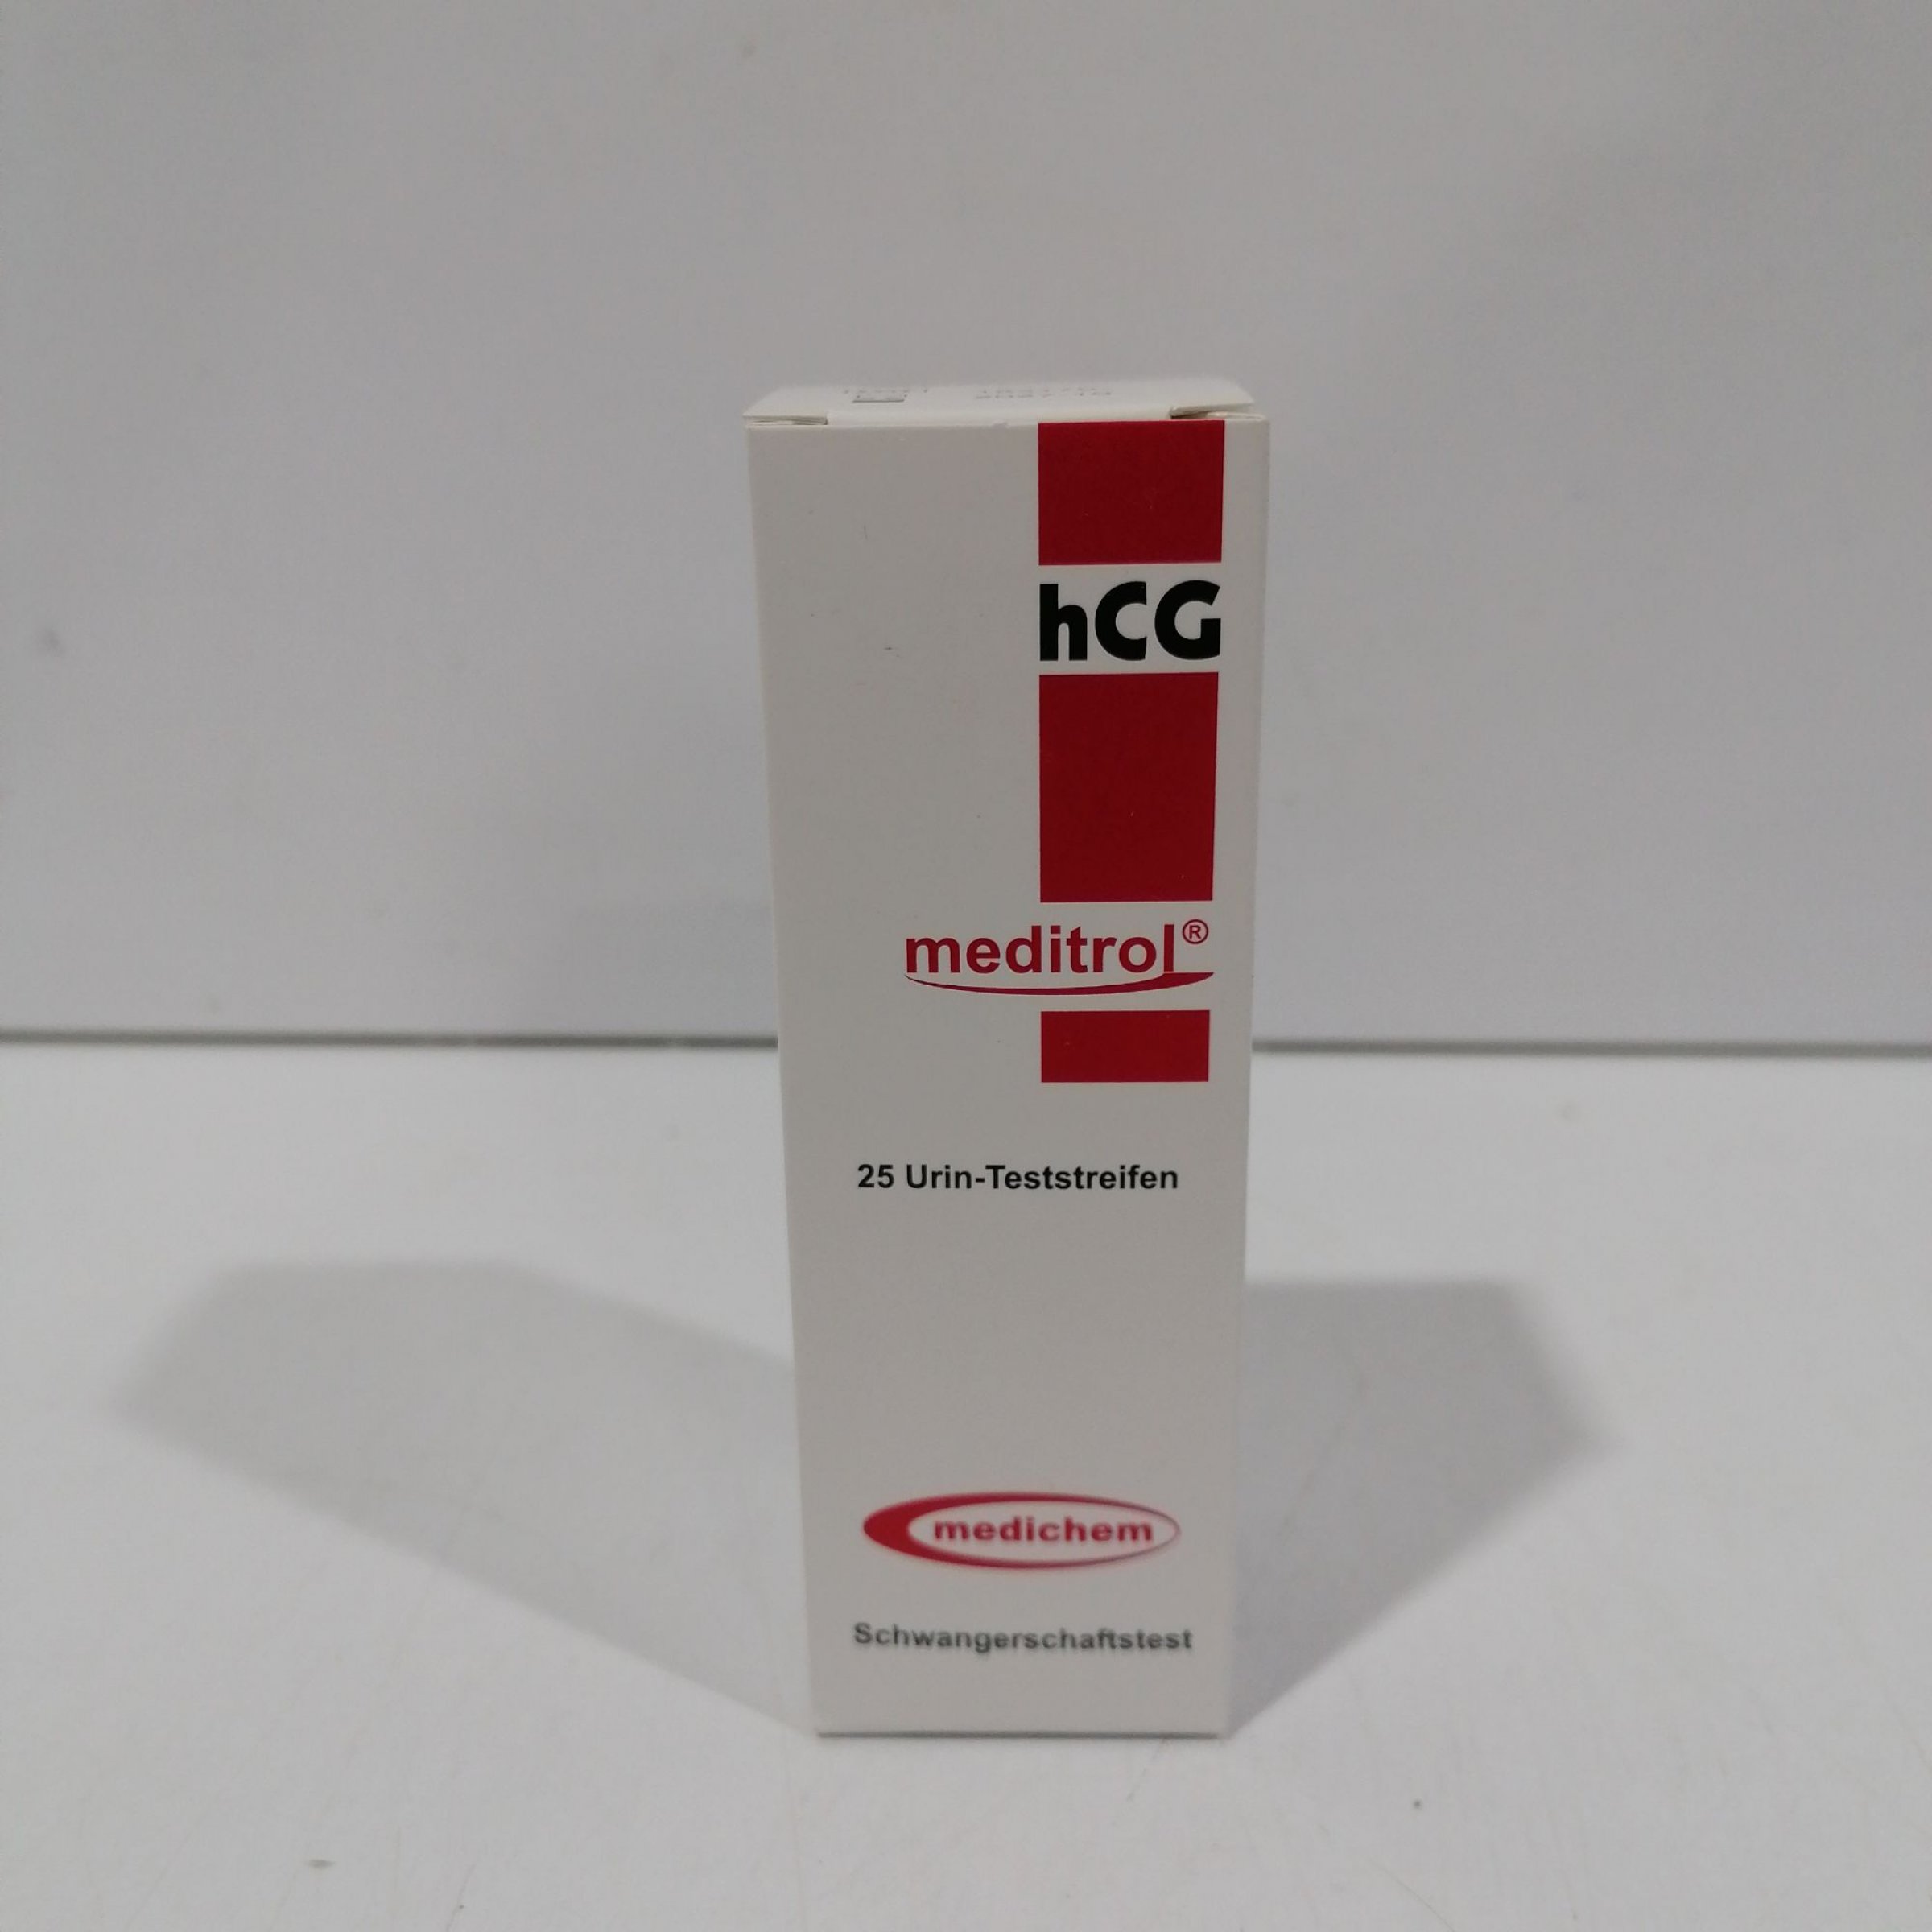 hCG
meditrol®
25 Urin-Teststreifen
medichem
Schwangerschaftstest